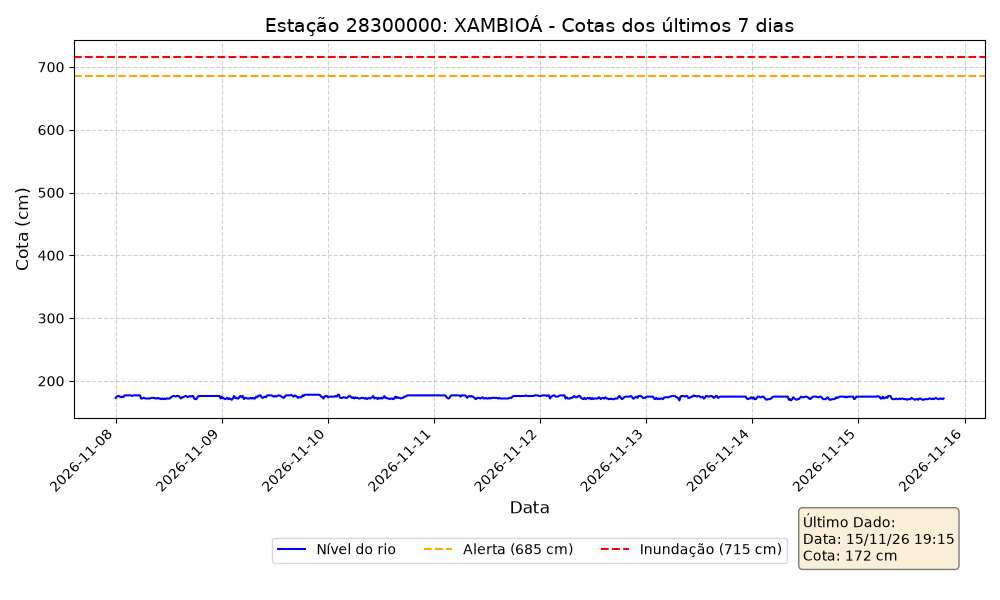 Estação 28300000: XAMBIOÁ - Cotas dos últimos 7 dias
Cota (cm)
700
600
500
400
300
200
2026-11-08
2026-11-09
2026-11-10
2026-11-11
2026-11-12
2026-11-13
2026-11-14
2026-11-15
2026-11-16
Data
Nível do rio
Alerta (685 cm)
Inundação (715 cm)
Último Dado:
Data: 15/11/26 19:15
Cota: 172 cm